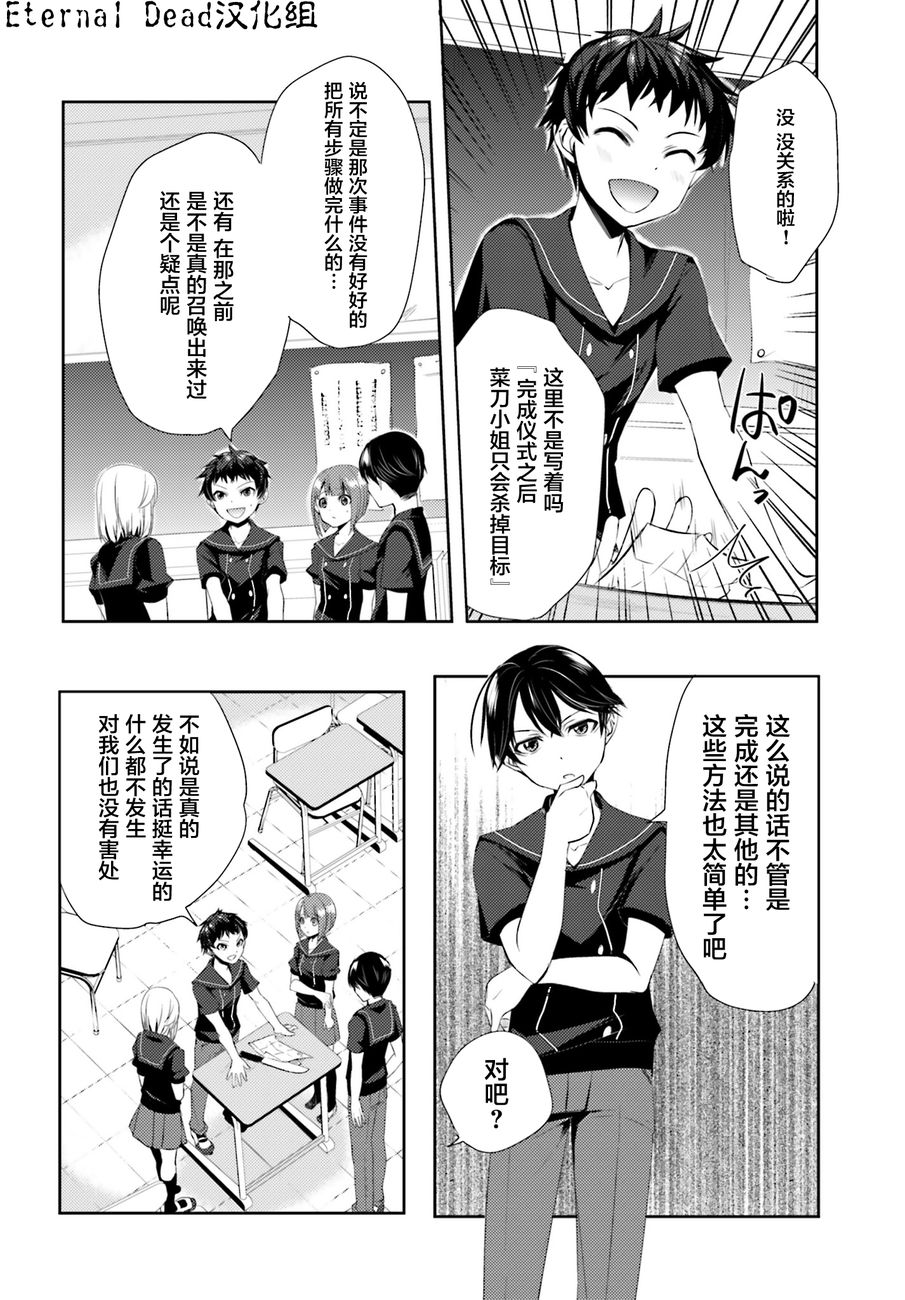 Eternal Dead汉化组
没 没关系的啦！
这里不是写着吗
『完成仪式之后
菜刀小姐只会杀掉目标』
ぱん
说不定是那次事件没有好好的
把所有步骤做完什么的…
还有 在那之前
是不是真的召唤出来过
还是个疑点呢
这么说的话不管是
完成还是其他的…
这些方法也太简单了吧
对吧？
不如说是真的
发生了的话挺幸运的
什么都不发生
对我们也没有害处